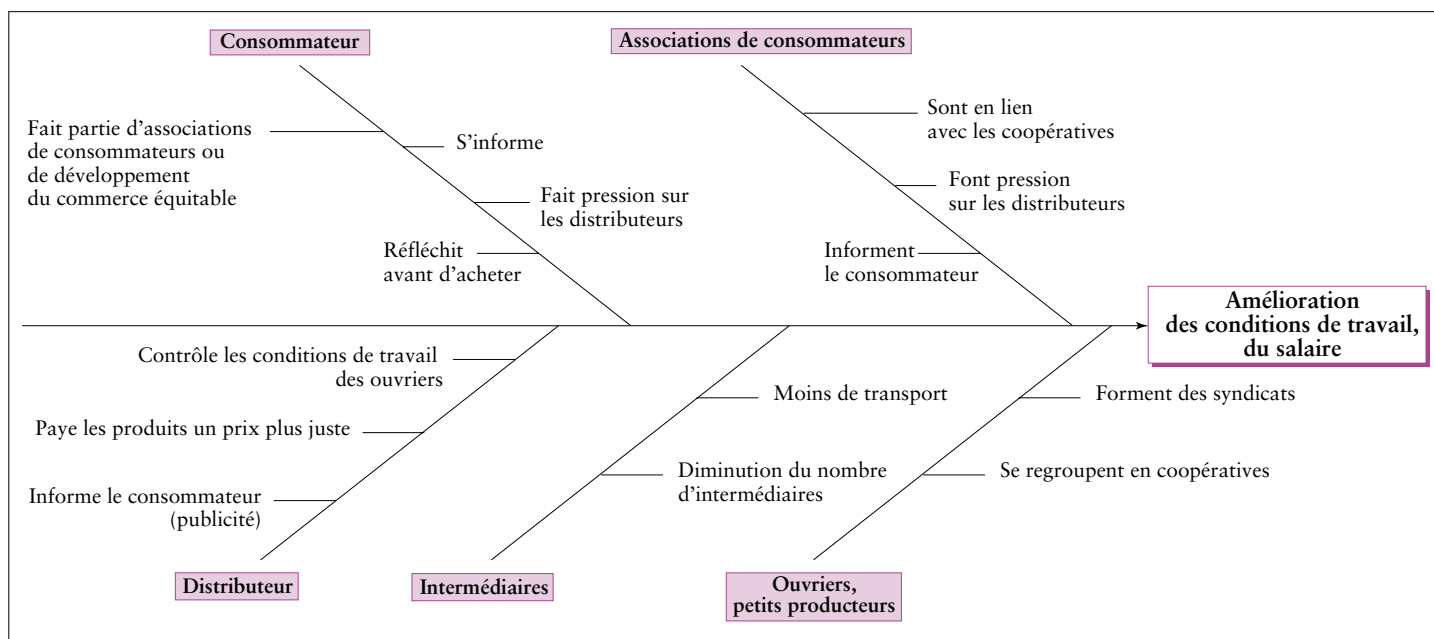 Consommateur
Associations de consommateurs
Fait partie d'associations
de consommateurs ou
de développement
du commerce équitable
S'informe
Fait pression sur
les distributeurs
Réfléchit
avant d'acheter
Sont en lien
avec les coopératives
Font pression
sur les distributeurs
Informent
le consommateur
Amélioration
des conditions de travail,
du salaire
Contrôle les conditions de travail
des ouvriers
Paye les produits un prix plus juste
Informe le consommateur
(publicité)
Moins de transport
Diminution du nombre
d'intermédiaires
Forment des syndicats
Se regroupent en coopératives
Distributeur
Intermédiaires
Ouvriers,
petits producteurs